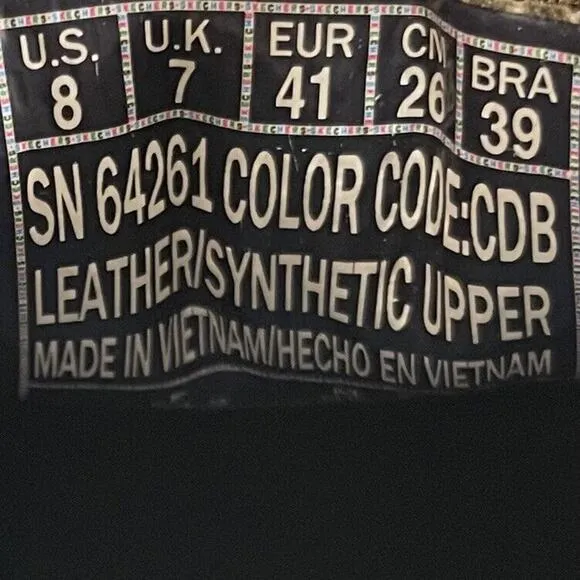 U.S. U.K. EUR CM BRA
8 7 41 26 39
SN 64261 COLOR CODE:CDB
LEATHER/SYNTHETIC UPPER
MADE IN VIETNAM/HECHO EN VIETNAM